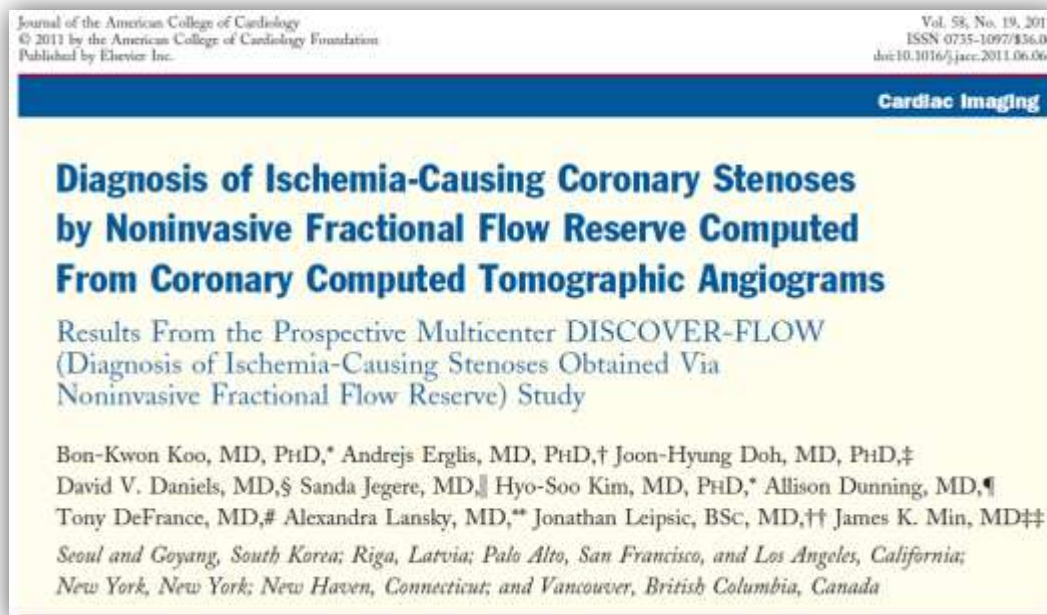 Journal of the American College of Cardiology
© 2011 by the American College of Cardiology Foundation
Published by Elsevier Inc.
Vol. 58, No. 19, 201
ISSN 0735-1097/$36.0
doi:10.1016/j.jacc.2011.06.06
Cardiac Imaging
Diagnosis of Ischemia-Causing Coronary Stenoses
by Noninvasive Fractional Flow Reserve Computed
From Coronary Computed Tomographic Angiograms
Results From the Prospective Multicenter DISCOVER-FLOW
(Diagnosis of Ischemia-Causing Stenoses Obtained Via
Noninvasive Fractional Flow Reserve) Study
Bon-Kwon Koo, MD, PHD,* Andrejs Erglis, MD, PHD,† Joon-Hyung Doh, MD, PHD,‡
David V. Daniels, MD,§ Sanda Jegere, MD,‖ Hyo-Soo Kim, MD, PHD,* Allison Dunning, MD,¶
Tony DeFrance, MD,# Alexandra Lansky, MD,** Jonathan Leipsic, BSC, MD,†† James K. Min, MD‡‡
Seoul and Goyang, South Korea; Riga, Latvia; Palo Alto, San Francisco, and Los Angeles, California;
New York, New York; New Haven, Connecticut; and Vancouver, British Columbia, Canada